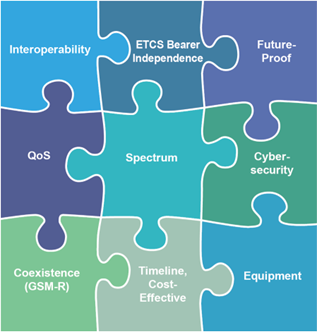 Interoperability
ETCS Bearer
Independence
Future-
Proof
QoS
Spectrum
Cyber-
security
Coexistence
(GSM-R)
Timeline,
Cost-
Effective
Equipment